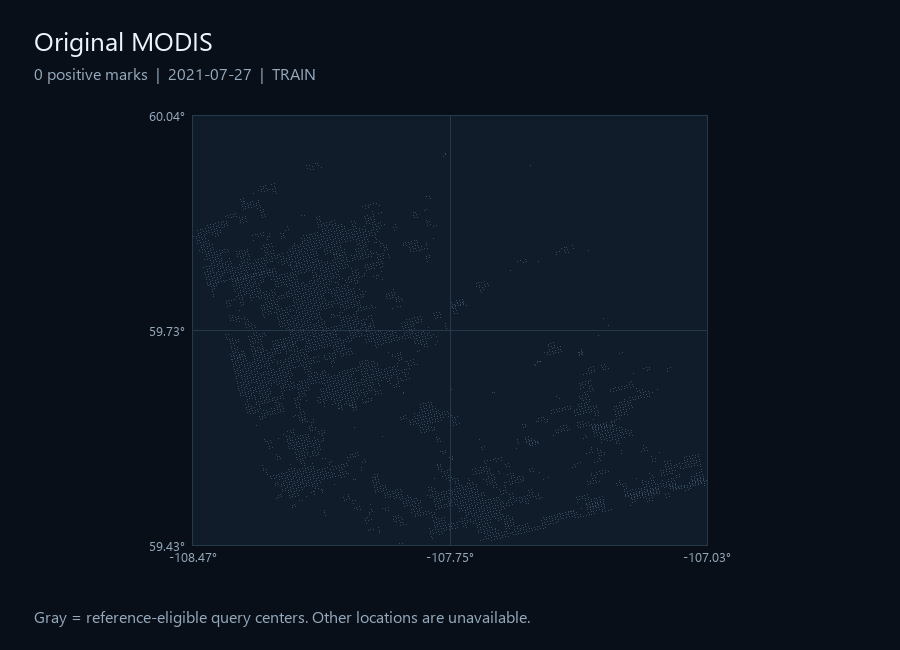 Original MODIS
0 positive marks | 2021-07-27 | TRAIN
60.04°
59.73°
59.43°
-108.47°
-107.75°
-107.03°
Gray = reference-eligible query centers. Other locations are unavailable.